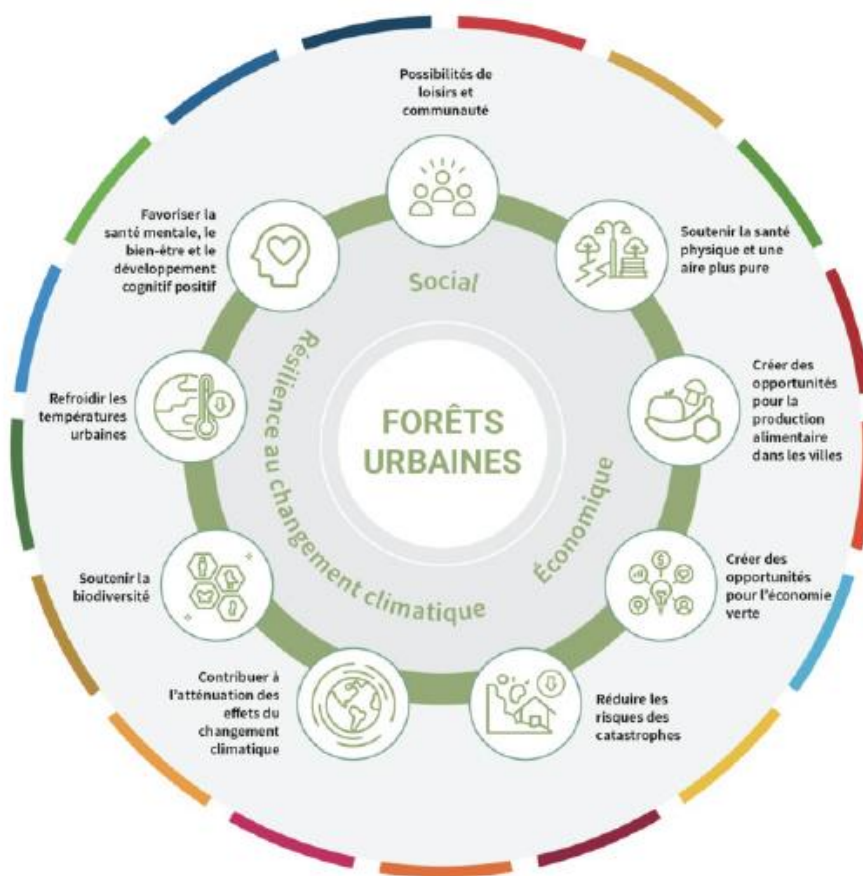 Possibilités de
loisirs et
communauté
Soutenir la santé
physique et une
aire plus pure
Créer des
opportunités
pour la
production
alimentaire
dans les villes
Créer des
opportunités
pour l'économie
verte
Réduire les
risques des
catastrophes
Contribuer à
l'atténuation des
effets du
changement
climatique
Soutenir la
biodiversité
Refroidir les
températures
urbaines
Favoriser la
santé mentale, le
bien-être et le
développement
cognitif positif
Social
Économique
Résilience au changement climatique
FORÊTS
URBAINES
$